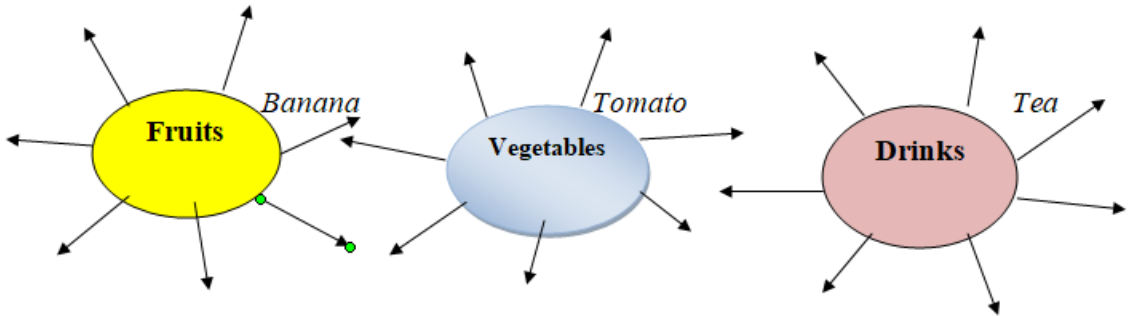 Banana
Fruits
Tomato
Vegetables
Tea
Drinks